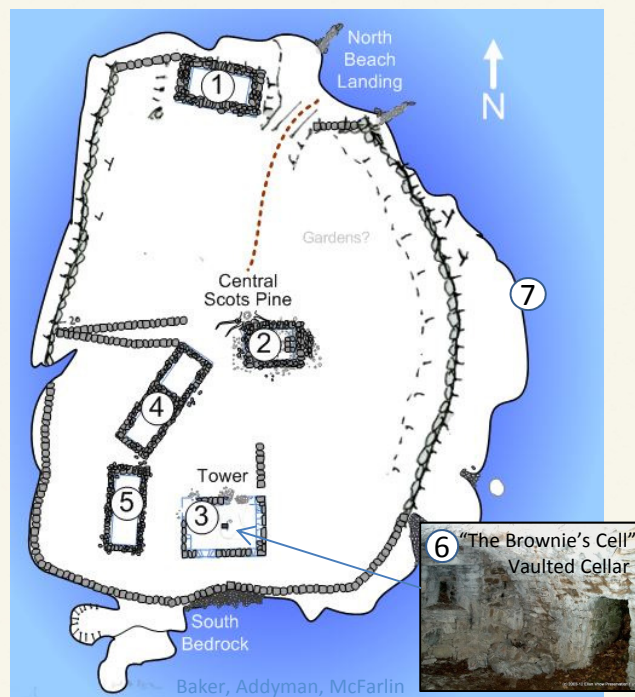 North
Beach
Landing
N
1
Gardens?
Central
Scots Pine
20
2
7
4
Tower
5
3
6
"The Brownie's Cell"
Vaulted Cellar
South
Bedrock
Baker, Addyman, McFarlin